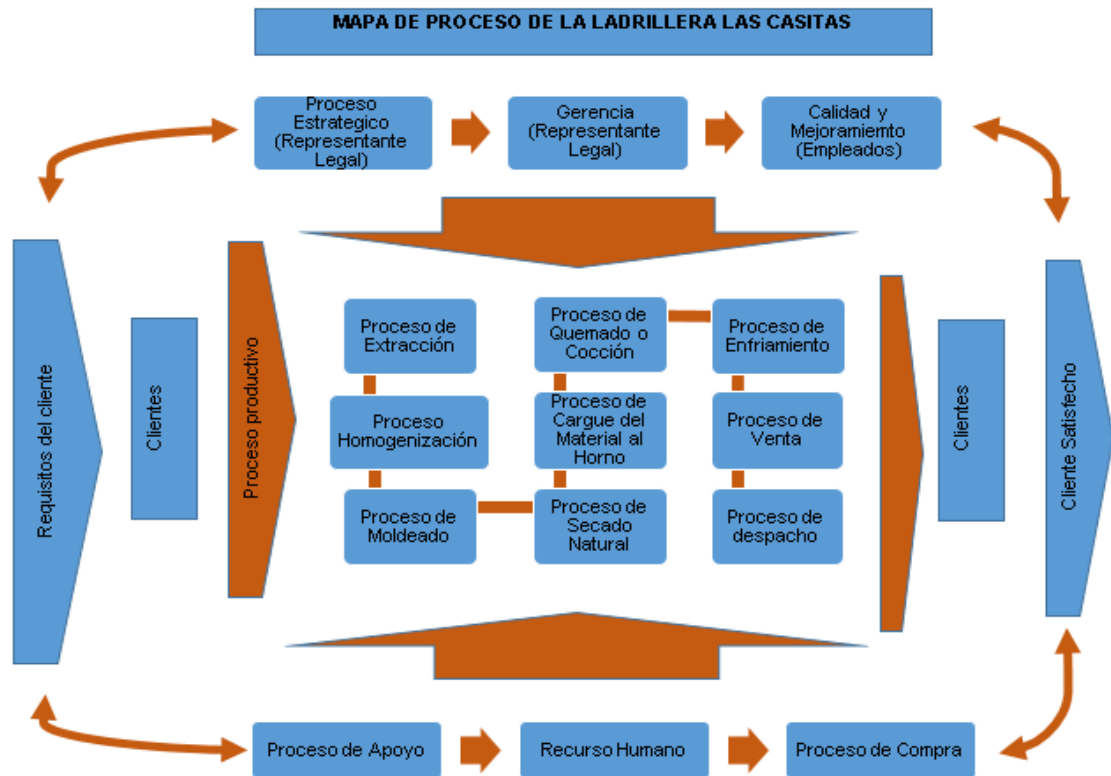 MAPA DE PROCESO DE LA LADRILLERA LAS CASITAS
Proceso
Estrategico
(Representante
Legal)
Gerencia
(Representante
Legal)
Calidad y
Mejoramiemto
(Empleados)
Requisitos del cliente
Clientes
Proceso productivo
Proceso de
Extracción
Proceso
Homogenización
Proceso de
Moldeado
Proceso de
Quemado o
Cocción
Proceso de
Cargue del
Material al
Horno
Proceso de
Secado
Natural
Proceso de
Enfriamiento
Proceso de
Venta
Proceso de
despacho
Clientes
Cliente Satisfecho
Proceso de Apoyo
Recurso Humano
Proceso de Compra